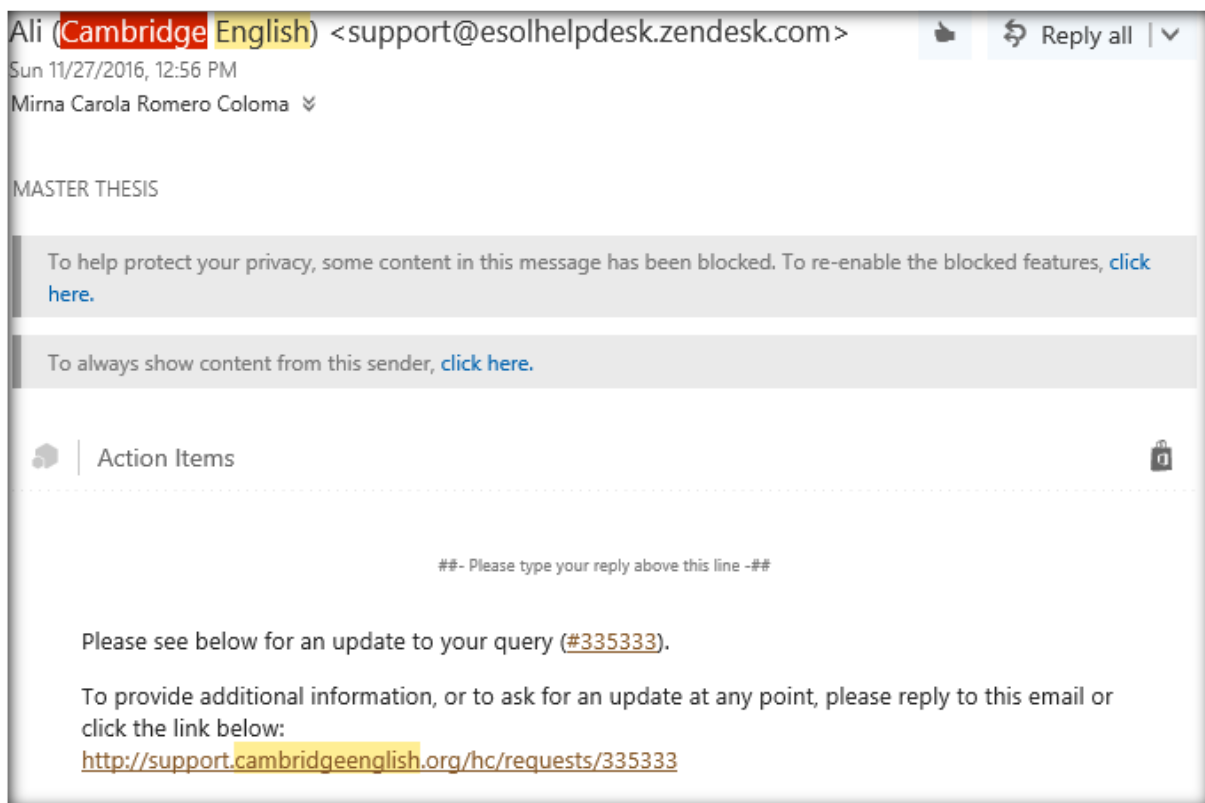 Ali (Cambridge English) <support@esolhelpdesk.zendesk.com>
Reply all
Sun 11/27/2016, 12:56 PM
Mirna Carola Romero Coloma
MASTER THESIS
To help protect your privacy, some content in this message has been blocked. To re-enable the blocked features, click
here.
To always show content from this sender, click here.
Action Items
##- Please type your reply above this line -##
Please see below for an update to your query (#335333).
To provide additional information, or to ask for an update at any point, please reply to this email or
click the link below:
http://support.cambridgeenglish.org/hc/requests/335333